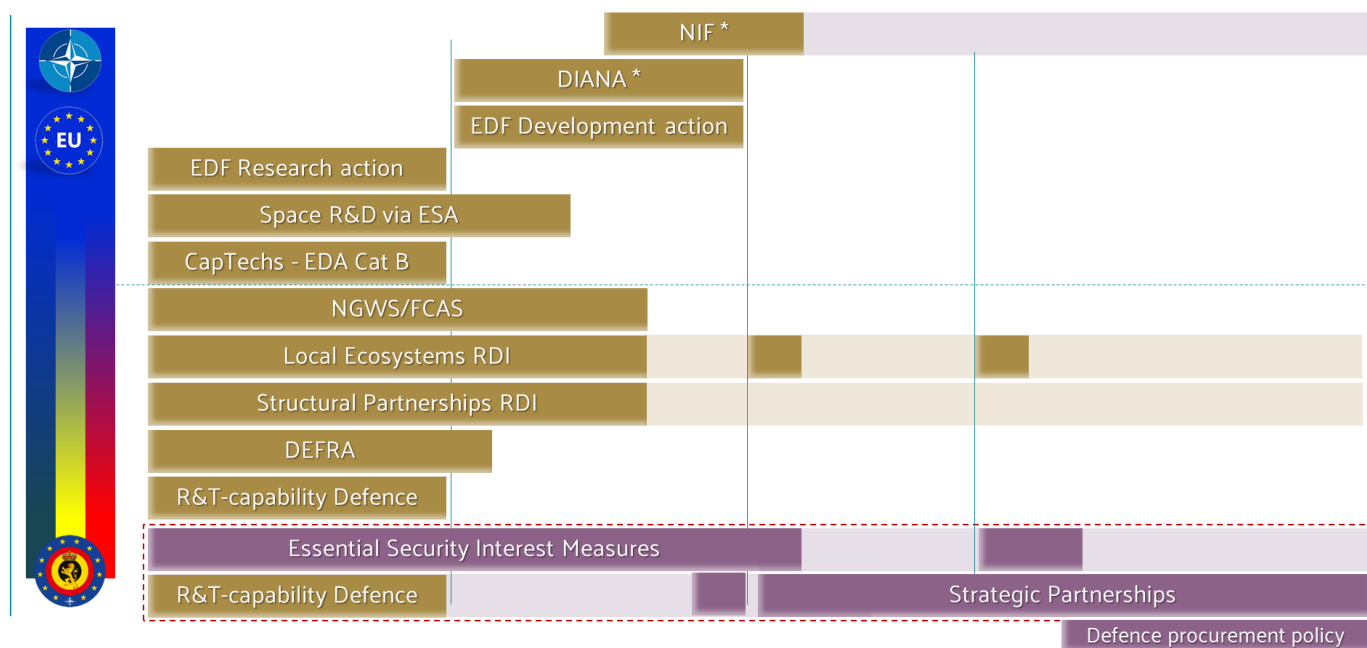 NIF *
DIANA *
EU
EDF Development action
EDF Research action
Space R&D via ESA
CapTechs - EDA Cat B
NGWS/FCAS
Local Ecosystems RDI
Structural Partnerships RDI
DEFRA
R&T-capability Defence
Essential Security Interest Measures
R&T-capability Defence
Strategic Partnerships
Defence procurement policy